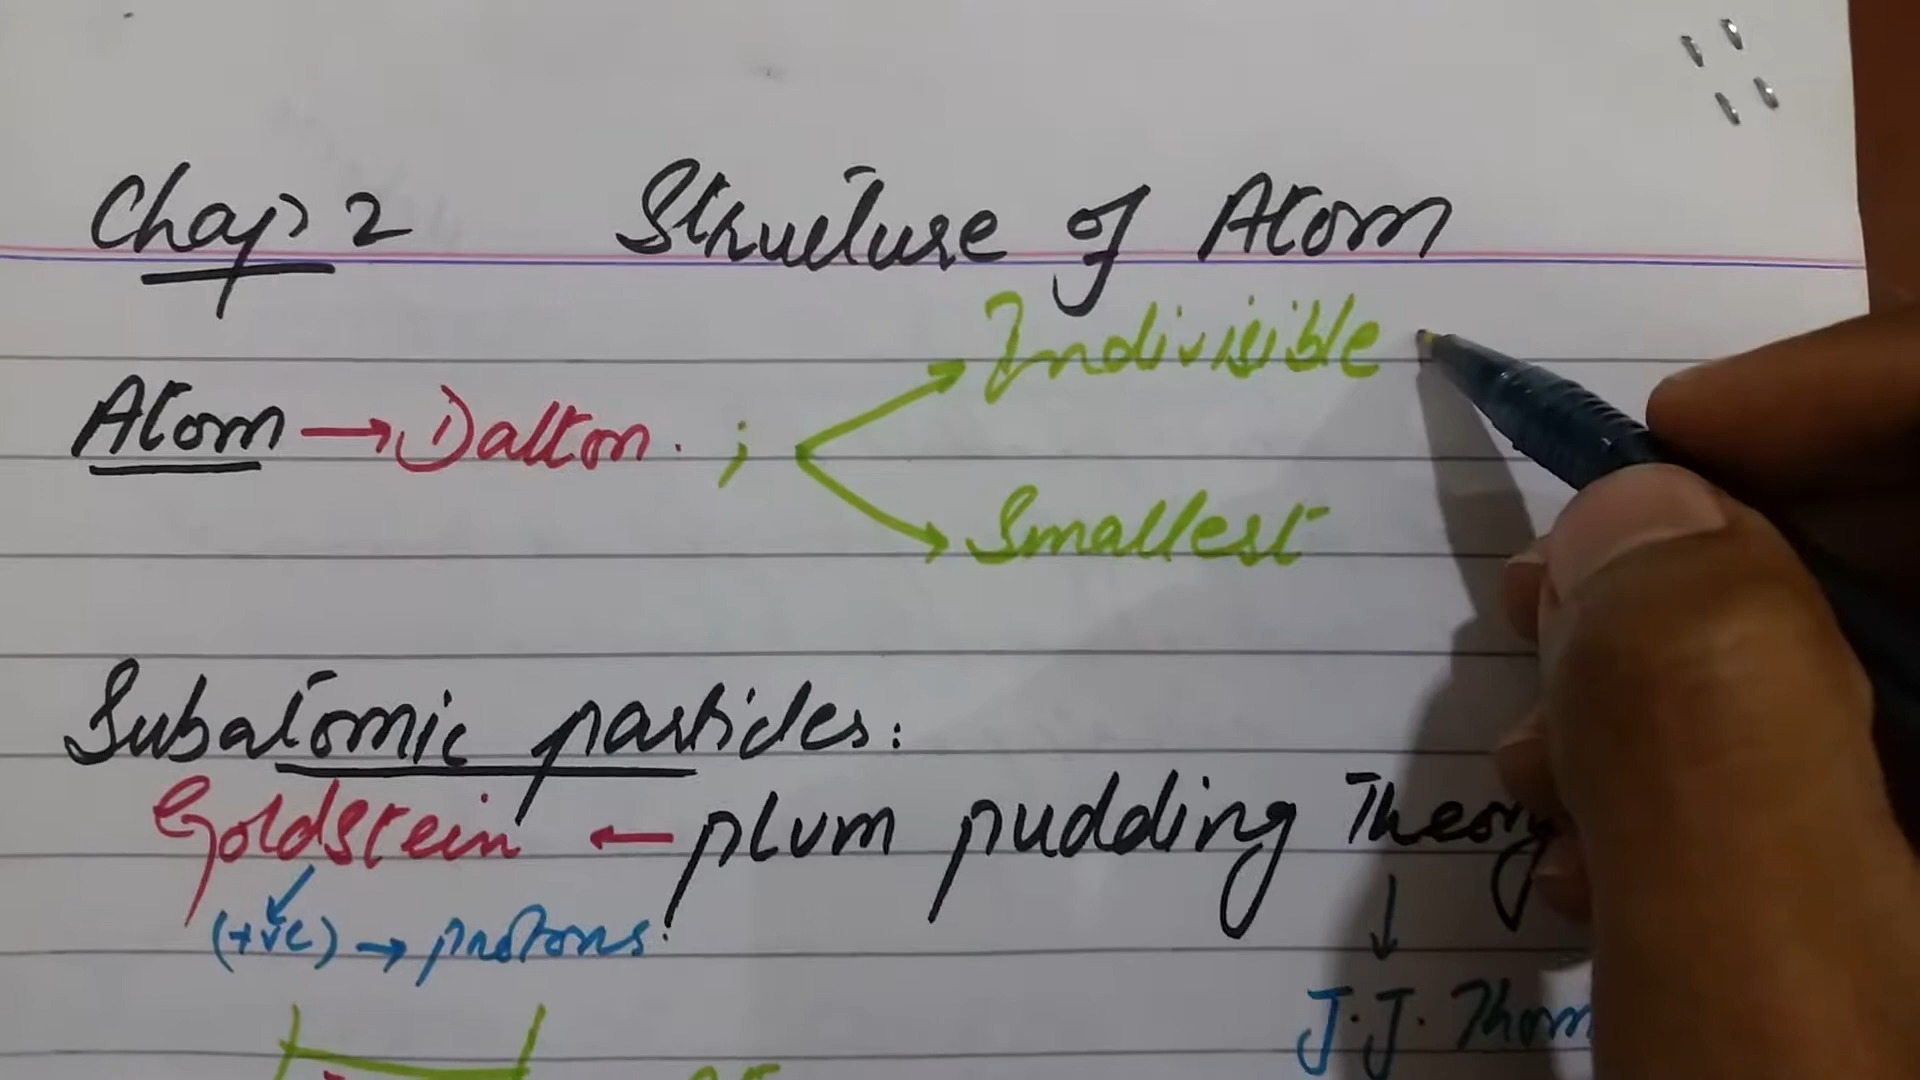 Chap 2 Structure of Atom
Indivisible
Atom → Dalton. ;
Smallest
Subatomic particles:
Goldstein ← plum pudding Theory
(+ve) → protons.
J.J. Thom